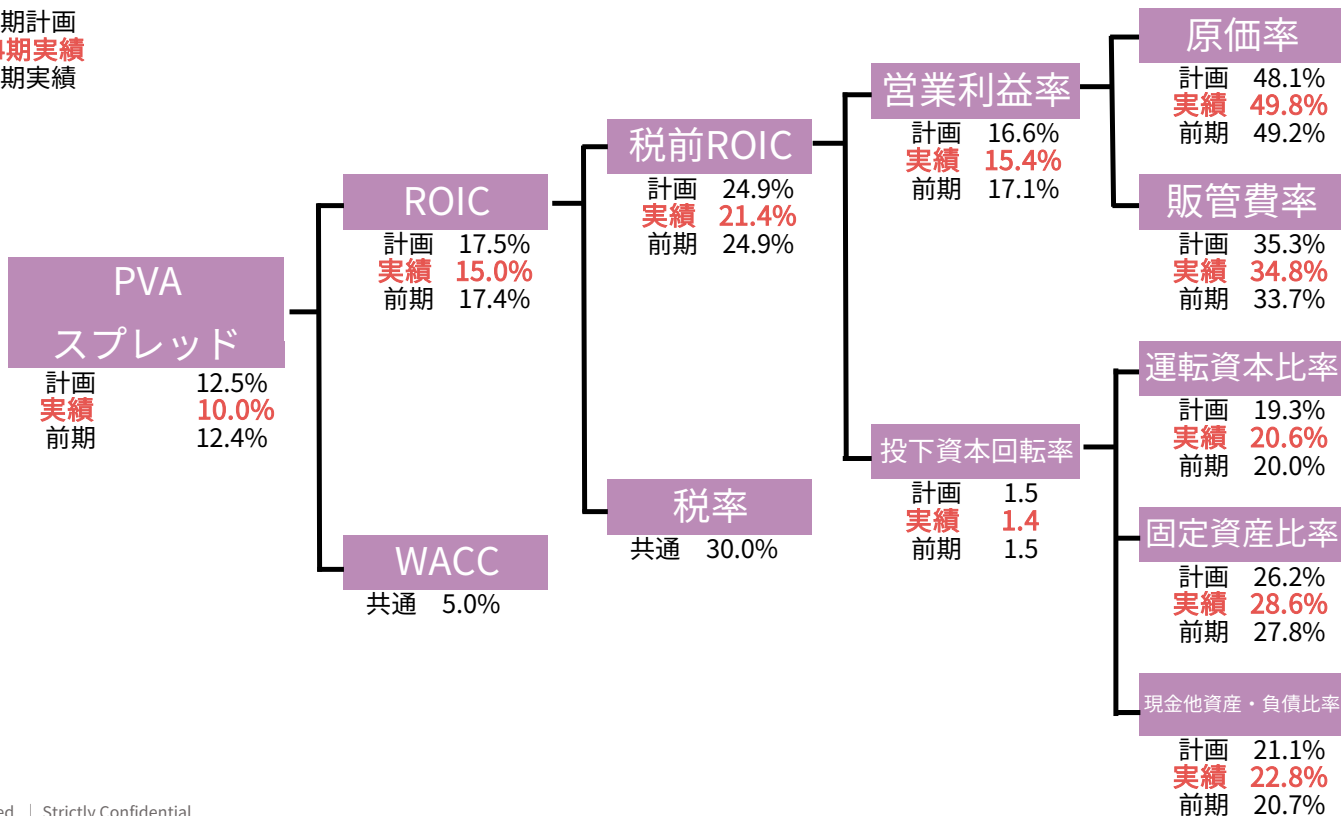 期計画
期実績
期実績
PVA
スプレッド
計画 12.5%
実績 10.0%
前期 12.4%
ROIC
計画 17.5%
実績 15.0%
前期 17.4%
WACC
共通 5.0%
税前ROIC
計画 24.9%
実績 21.4%
前期 24.9%
税率
共通 30.0%
営業利益率
計画 16.6%
実績 15.4%
前期 17.1%
投下資本回転率
計画 1.5
実績 1.4
前期 1.5
原価率
計画 48.1%
実績 49.8%
前期 49.2%
販管費率
計画 35.3%
実績 34.8%
前期 33.7%
運転資本比率
計画 19.3%
実績 20.6%
前期 20.0%
固定資産比率
計画 26.2%
実績 28.6%
前期 27.8%
現金他資産・負債比率
計画 21.1%
実績 22.8%
前期 20.7%
ed | Strictly Confidential